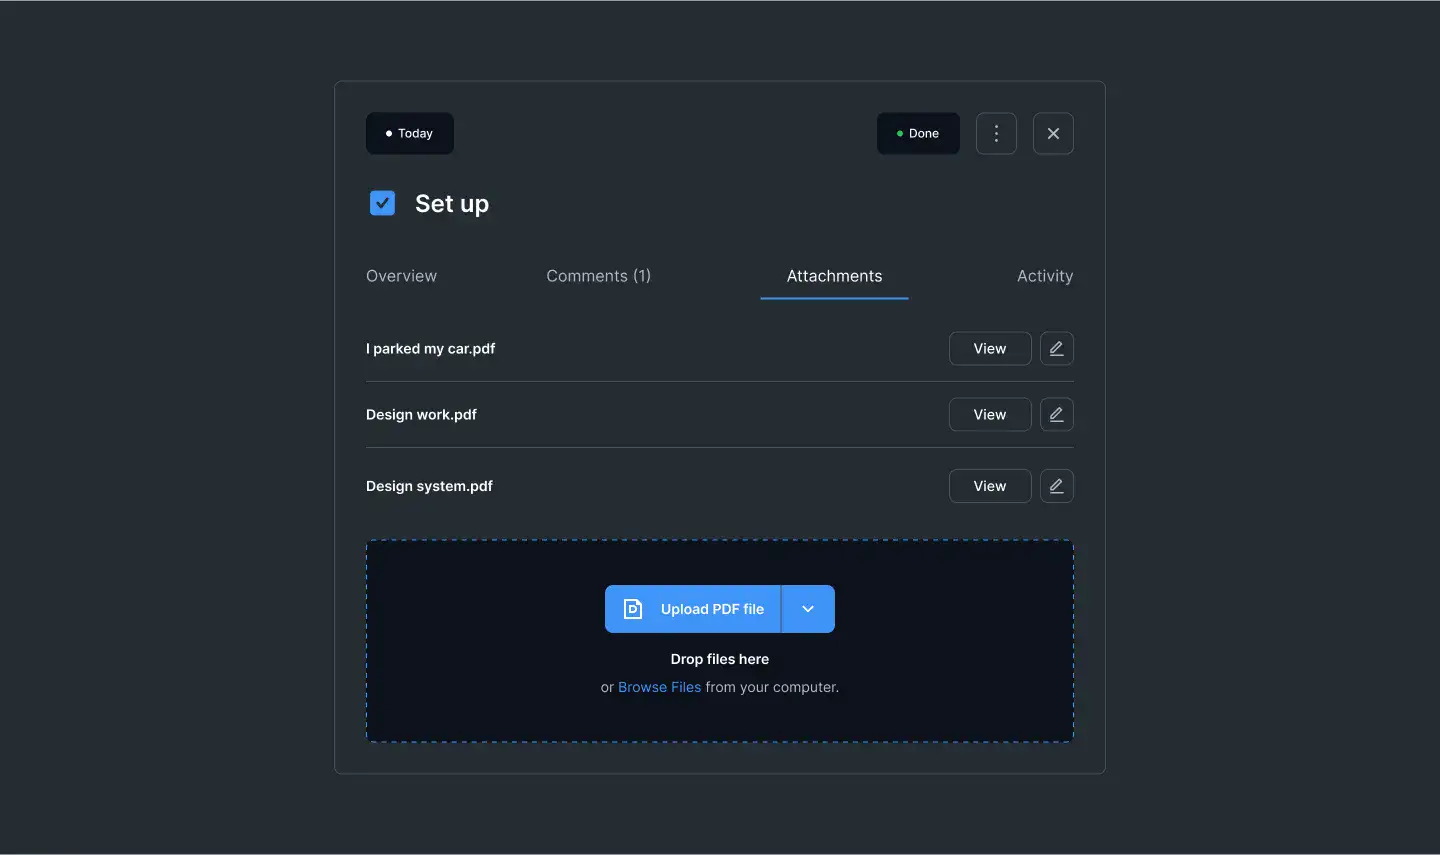 Today
Done
Set up
Overview
Comments (1)
Attachments
Activity
I parked my car.pdf
View
Design work.pdf
View
Design system.pdf
View
Upload PDF file
Drop files here
or Browse Files from your computer.